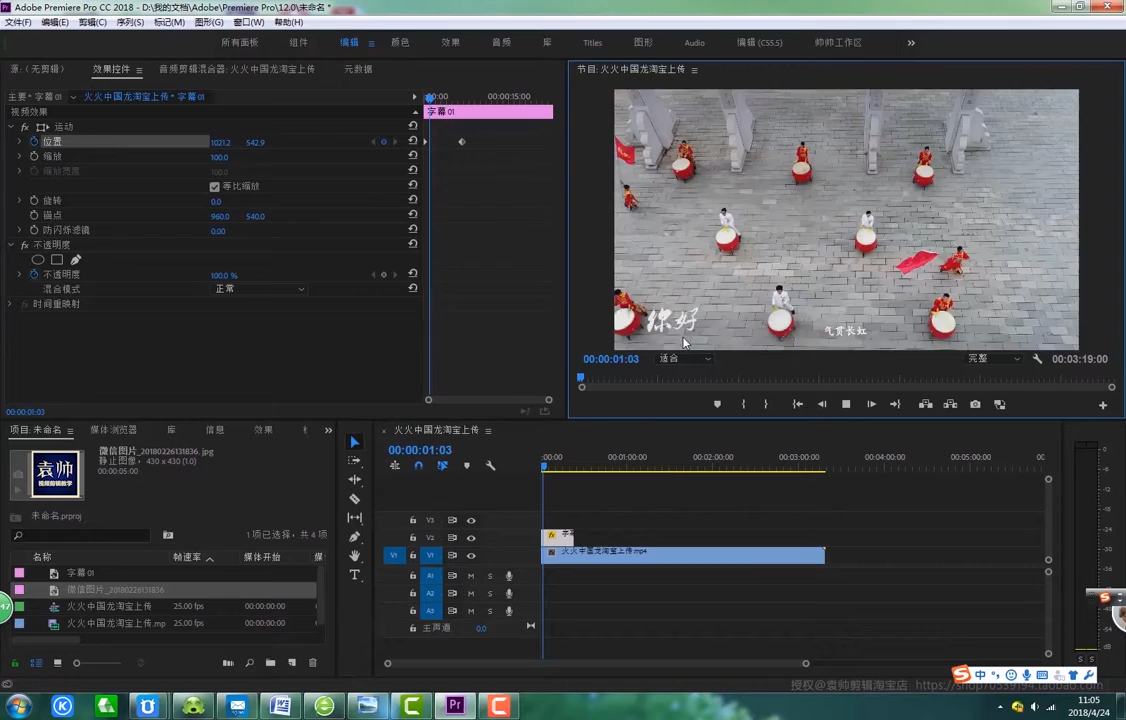 Adobe Premiere Pro CC 2018 - D:\我的文档\Adobe\Premiere Pro\12.0\未命名 *
文件(F) 编辑(E) 剪辑(C) 序列(S) 标记(M) 图形(G) 窗口(W) 帮助(H)
所有面板 组件 编辑 颜色 效果 音频 库 Titles 图形 Audio 编辑 (CS5.5) 帅帅工作区
源: (无剪辑) 效果控件 音频剪辑混合器: 火火中国龙淘宝上传 元数据
节目: 火火中国龙淘宝上传
主要 * 字幕 01 火火中国龙淘宝上传 * 字幕 01
:00:00 00:00:15:00
视频效果
字幕 01
fx 运动
位置 1021.2 542.9
缩放 100.0
缩放宽度 100.0
等比缩放
旋转 0.0
锚点 960.0 540.0
防闪烁滤镜 0.00
fx 不透明度
不透明度 100.0 %
混合模式 正常
时间重映射
你好
气贯长虹
00:00:01:03 适合 完整 00:03:19:00
00:00:01:03
项目: 未命名 媒体浏览器 库 信息 效果
微信图片_20180226131836. jpg
静止图像
430 x 430 (1.0)
00:00:05:00
袁帅
视频剪辑教学
未命名.prproj
1 项已选择，共 4 项
名称 帧速率 媒体开始
字幕 01
微信图片_20180226131836
火火中国龙淘宝上传 25.00 fps 00:00:00:00
火火中国龙淘宝上传.mp 25.00 fps 00:00:00:00
火火中国龙淘宝上传
00:00:01:03
:00:00 00:01:00:00 00:02:00:00 00:03:00:00 00:04:00:00 00:05:00:00
V3
V2
V1 V1 火火中国龙淘宝上传.mp4
A1 M S
A2 M S
A3 M S
主声道 0.0
S S
中
授权@袁帅剪辑淘宝店
11:05
2018/4/24